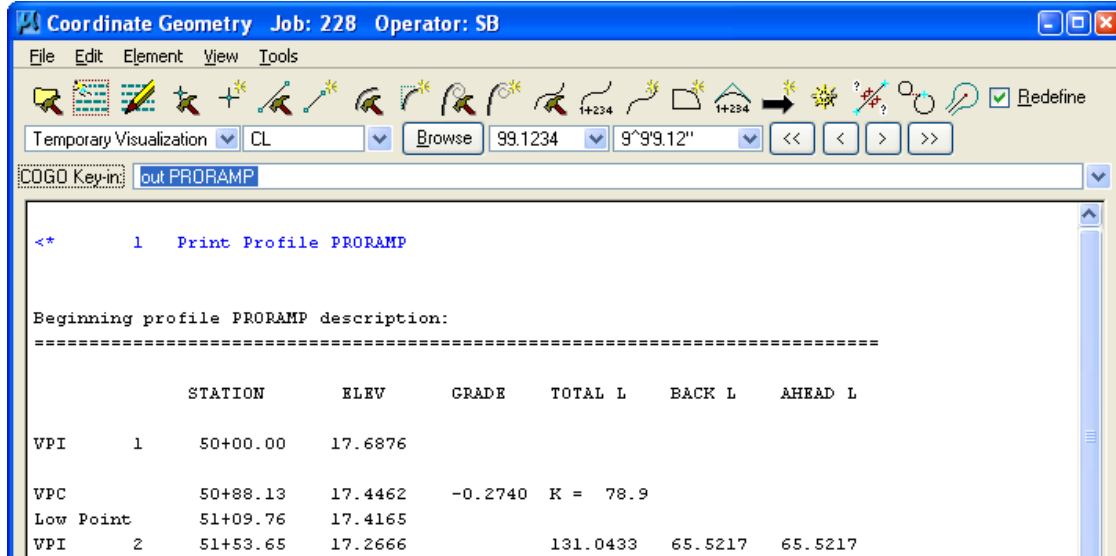 Coordinate Geometry Job: 228 Operator: SB
File Edit Element View Tools
1+234 1+234 Redefine
Temporary Visualization CL Browse 99.1234 9^9'9.12" << < > >>
COGO Key-in: out PRORAMP
<* 1 Print Profile PRORAMP
Beginning profile PRORAMP description:
==============================================================================
STATION ELEV GRADE TOTAL L BACK L AHEAD L
VPI 1 50+00.00 17.6876
VPC 50+88.13 17.4462 -0.2740 K = 78.9
Low Point 51+09.76 17.4165
VPI 2 51+53.65 17.2666 131.0433 65.5217 65.5217